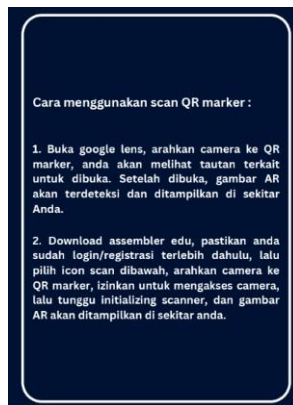 Cara menggunakan scan QR marker :
1. Buka google lens, arahkan camera ke QR
marker, anda akan melihat tautan terkait
untuk dibuka. Setelah dibuka, gambar AR
akan terdeteksi dan ditampilkan di sekitar
Anda.
2. Download assembler edu, pastikan anda
sudah login/registrasi terlebih dahulu, lalu
pilih icon scan dibawah, arahkan camera ke
QR marker, izinkan untuk mengakses camera,
lalu tunggu initializing scanner, dan gambar
AR akan ditampilkan di sekitar anda.